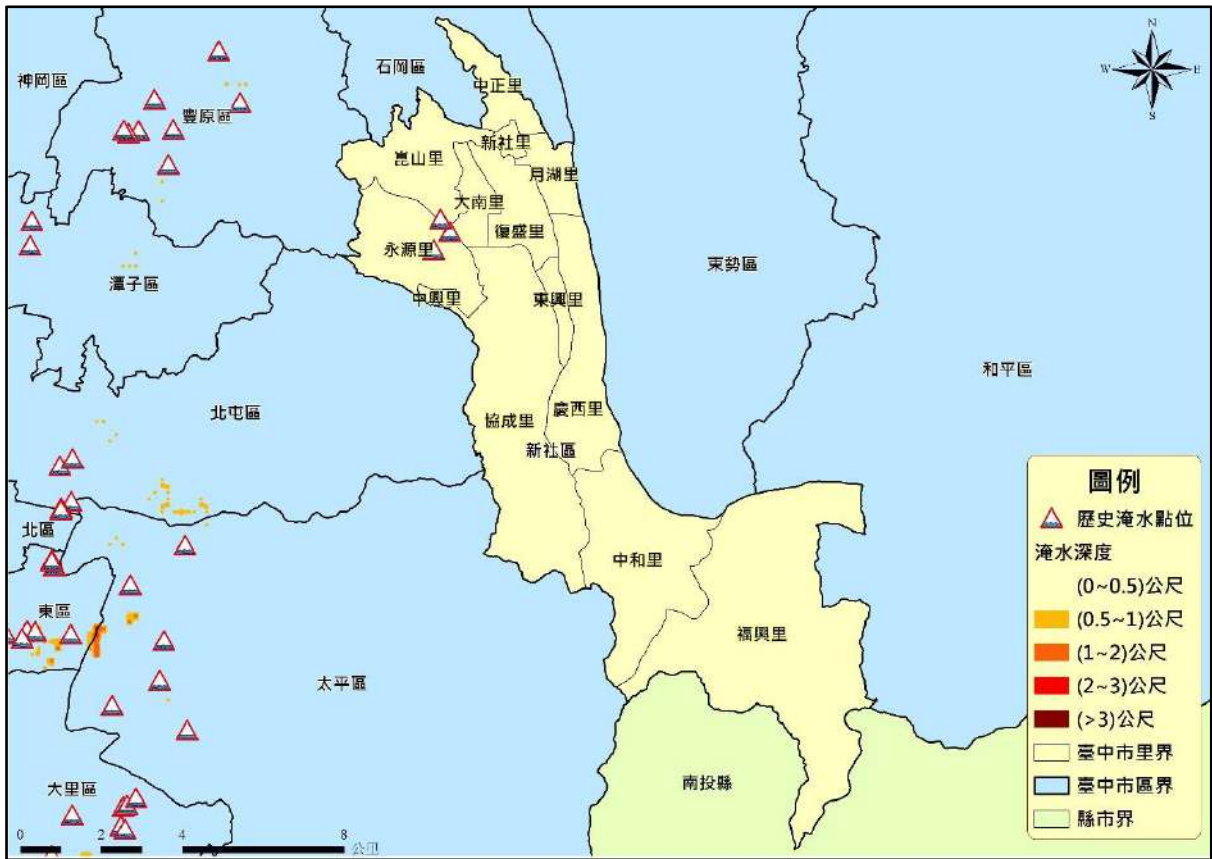 N
W
E
S
神岡區
石岡區
豐原區
中正里
新社里
崑山里
月湖里
大南里
復盛里
永源里
潭子區
中興里
東興里
東勢區
和平區
北屯區
協成里
慶西里
新社區
北區
中和里
東區
福興里
太平區
南投縣
大里區
圖例
歷史淹水點位
淹水深度
(0~0.5)公尺
(0.5~1)公尺
(1~2)公尺
(2~3)公尺
(>3)公尺
臺中市里界
臺中市區界
縣市界
0 2 4 8
公里